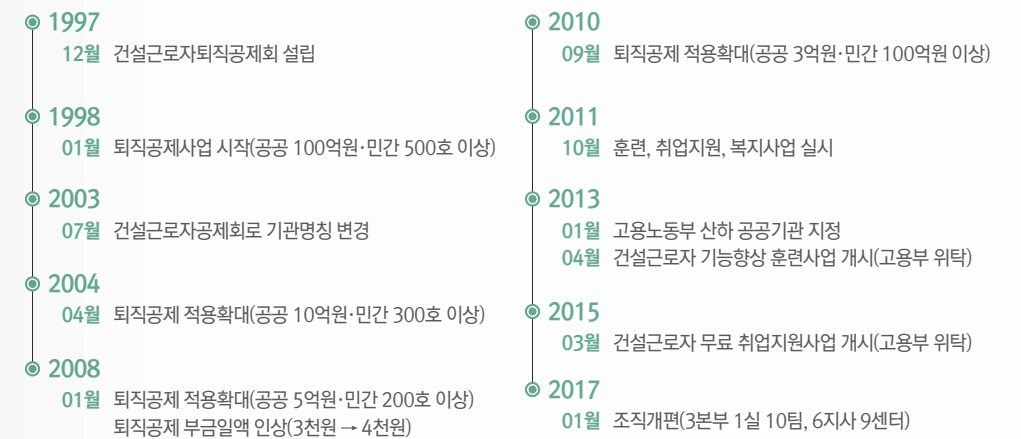 1997
12월 건설근로자퇴직공제회 설립
1998
01월 퇴직공제사업 시작(공공 100억원·민간 500호 이상)
2003
07월 건설근로자공제회로 기관명칭 변경
2004
04월 퇴직공제 적용확대(공공 10억원·민간 300호 이상)
2008
01월 퇴직공제 적용확대(공공 5억원·민간 200호 이상)
퇴직공제 부금일액 인상(3천원 → 4천원)
2010
09월 퇴직공제 적용확대(공공 3억원·민간 100억원 이상)
2011
10월 훈련, 취업지원, 복지사업 실시
2013
01월 고용노동부 산하 공공기관 지정
04월 건설근로자 기능향상 훈련사업 개시(고용부 위탁)
2015
03월 건설근로자 무료 취업지원사업 개시(고용부 위탁)
2017
01월 조직개편(3본부 1실 10팀, 6지사 9센터)